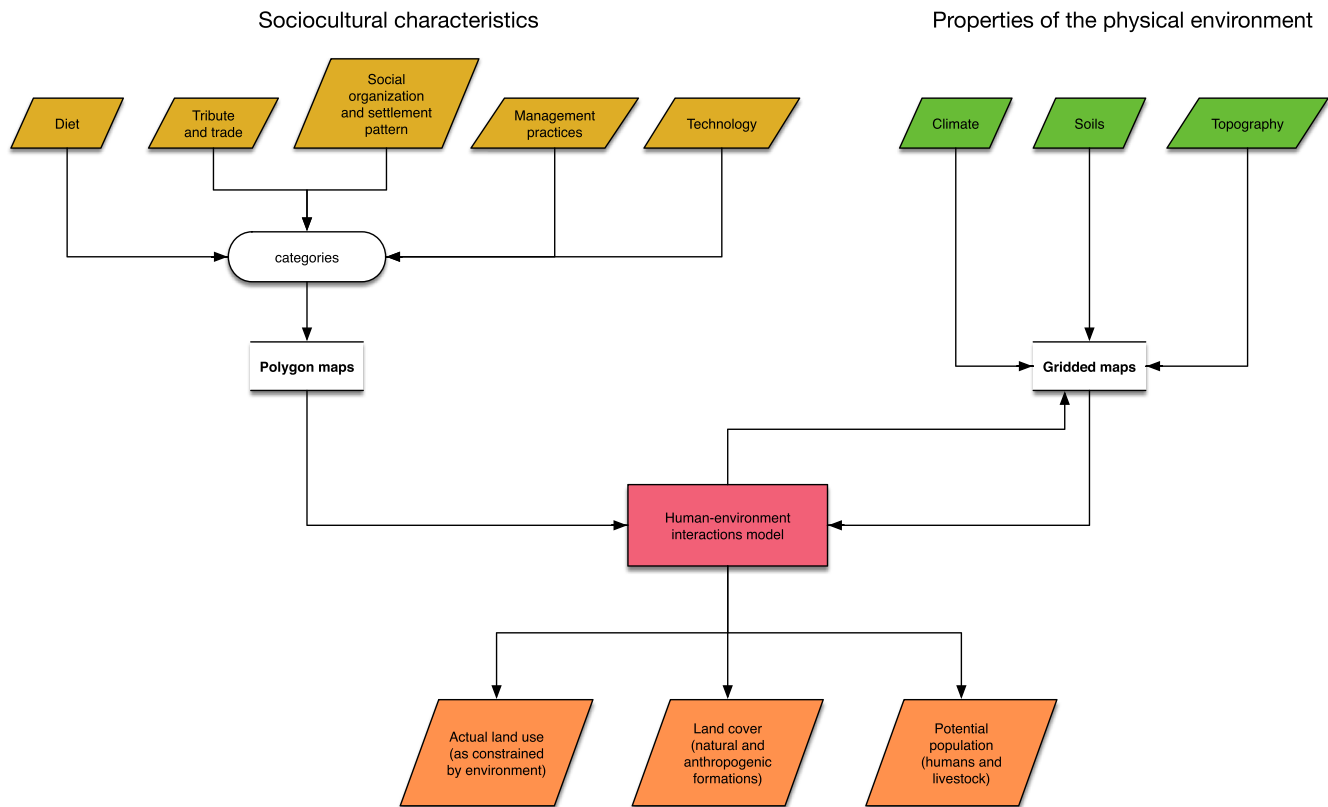 Sociocultural characteristics
Properties of the physical environment
Diet
Tribute
and trade
Social
organization
and settlement
pattern
Management
practices
Technology
Climate
Soils
Topography
categories
Polygon maps
Gridded maps
Human-environment
interactions model
Actual land use
(as constrained
by environment)
Land cover
(natural and
anthropogenic
formations)
Potential
population
(humans and
livestock)